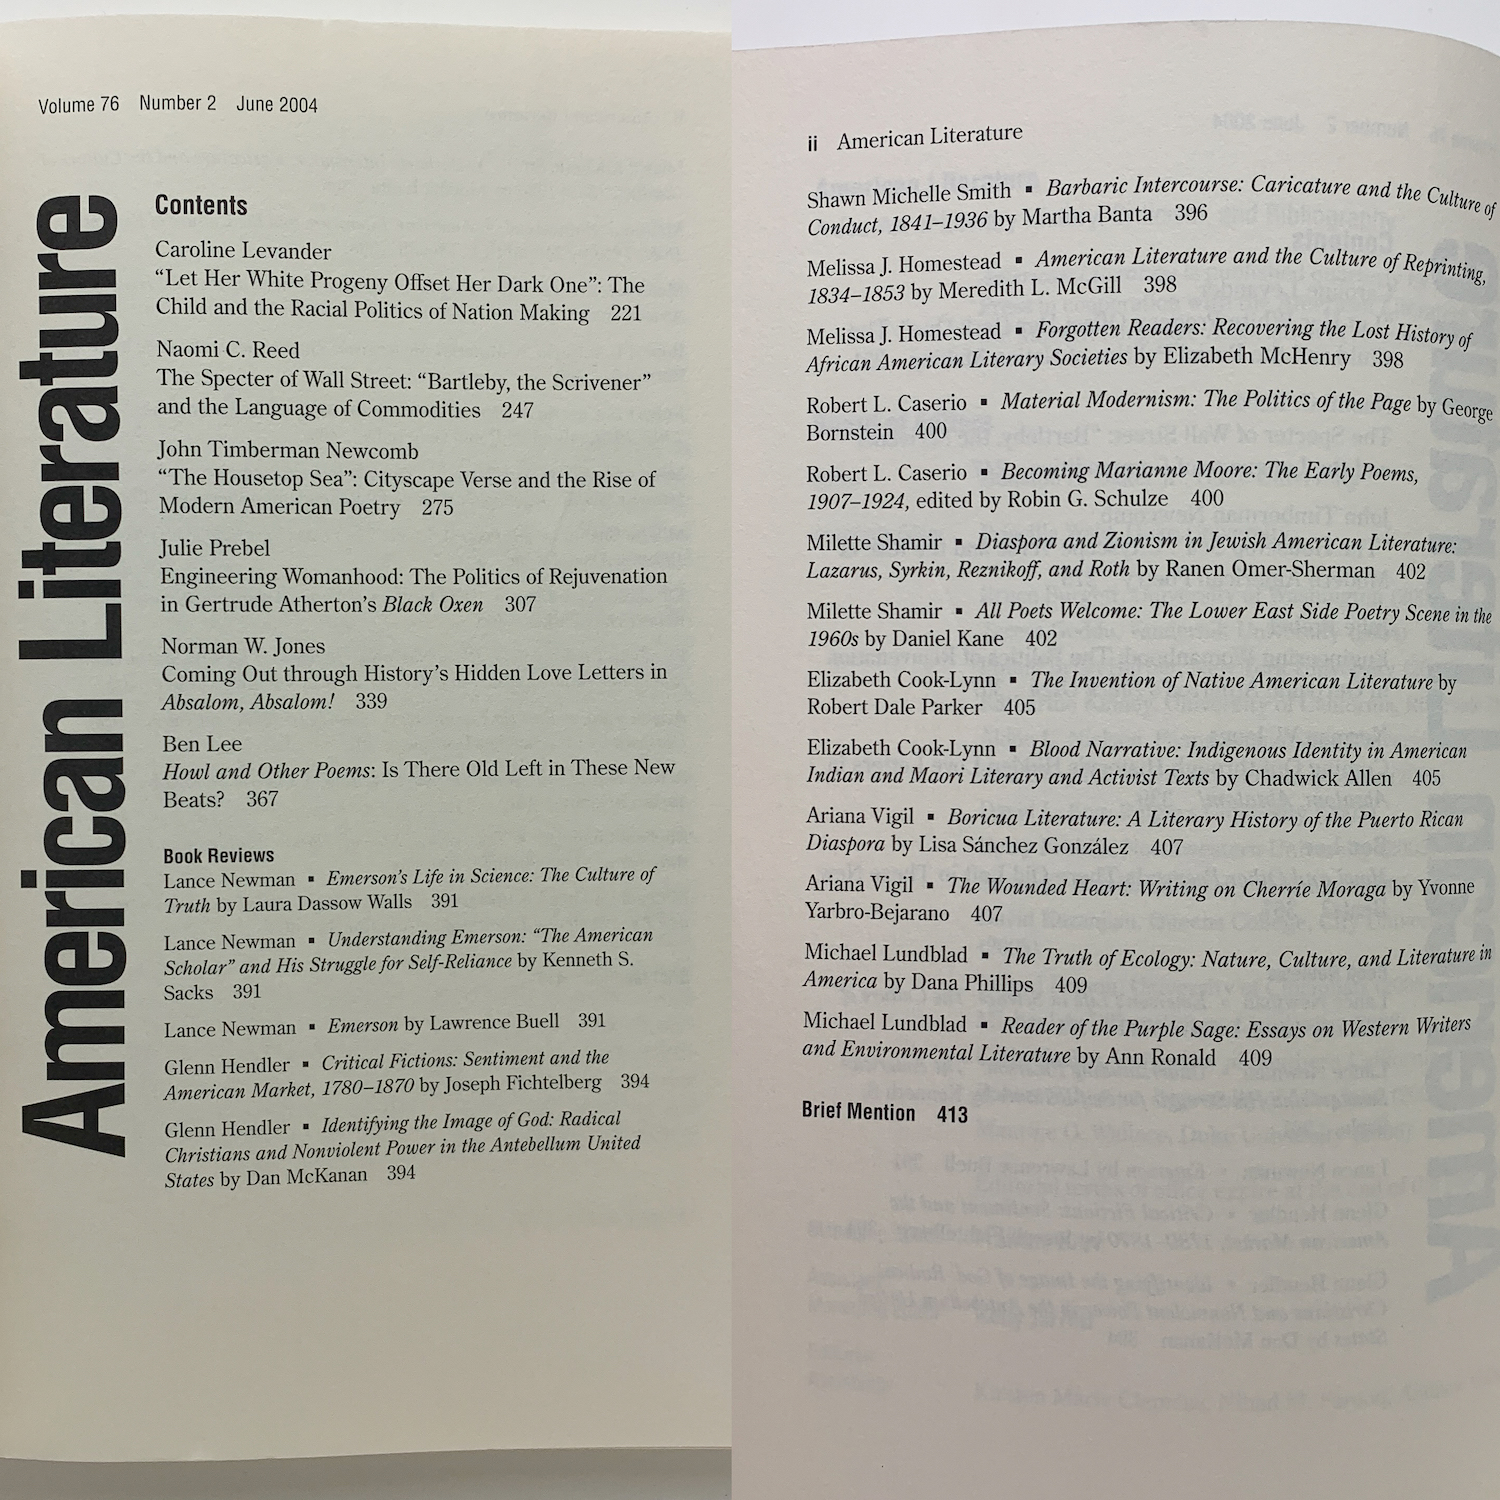 Volume 76 Number 2 June 2004
American Literature
Contents
Caroline Levander
“Let Her White Progeny Offset Her Dark One”: The
Child and the Racial Politics of Nation Making 221
Naomi C. Reed
The Specter of Wall Street: “Bartleby, the Scrivener”
and the Language of Commodities 247
John Timberman Newcomb
“The Housetop Sea”: Cityscape Verse and the Rise of
Modern American Poetry 275
Julie Prebel
Engineering Womanhood: The Politics of Rejuvenation
in Gertrude Atherton’s Black Oxen 307
Norman W. Jones
Coming Out through History’s Hidden Love Letters in
Absalom, Absalom! 339
Ben Lee
Howl and Other Poems: Is There Old Left in These New
Beats? 367
Book Reviews
Lance Newman ▪ Emerson’s Life in Science: The Culture of
Truth by Laura Dassow Walls 391
Lance Newman ▪ Understanding Emerson: “The American
Scholar” and His Struggle for Self-Reliance by Kenneth S.
Sacks 391
Lance Newman ▪ Emerson by Lawrence Buell 391
Glenn Hendler ▪ Critical Fictions: Sentiment and the
American Market, 1780–1870 by Joseph Fichtelberg 394
Glenn Hendler ▪ Identifying the Image of God: Radical
Christians and Nonviolent Power in the Antebellum United
States by Dan McKanan 394
ii American Literature
Shawn Michelle Smith ▪ Barbaric Intercourse: Caricature and the Culture of
Conduct, 1841–1936 by Martha Banta 396
Melissa J. Homestead ▪ American Literature and the Culture of Reprinting,
1834–1853 by Meredith L. McGill 398
Melissa J. Homestead ▪ Forgotten Readers: Recovering the Lost History of
African American Literary Societies by Elizabeth McHenry 398
Robert L. Caserio ▪ Material Modernism: The Politics of the Page by George
Bornstein 400
Robert L. Caserio ▪ Becoming Marianne Moore: The Early Poems,
1907–1924, edited by Robin G. Schulze 400
Milette Shamir ▪ Diaspora and Zionism in Jewish American Literature:
Lazarus, Syrkin, Reznikoff, and Roth by Ranen Omer-Sherman 402
Milette Shamir ▪ All Poets Welcome: The Lower East Side Poetry Scene in the
1960s by Daniel Kane 402
Elizabeth Cook-Lynn ▪ The Invention of Native American Literature by
Robert Dale Parker 405
Elizabeth Cook-Lynn ▪ Blood Narrative: Indigenous Identity in American
Indian and Maori Literary and Activist Texts by Chadwick Allen 405
Ariana Vigil ▪ Boricua Literature: A Literary History of the Puerto Rican
Diaspora by Lisa Sánchez González 407
Ariana Vigil ▪ The Wounded Heart: Writing on Cherríe Moraga by Yvonne
Yarbro-Bejarano 407
Michael Lundblad ▪ The Truth of Ecology: Nature, Culture, and Literature in
America by Dana Phillips 409
Michael Lundblad ▪ Reader of the Purple Sage: Essays on Western Writers
and Environmental Literature by Ann Ronald 409
Brief Mention 413